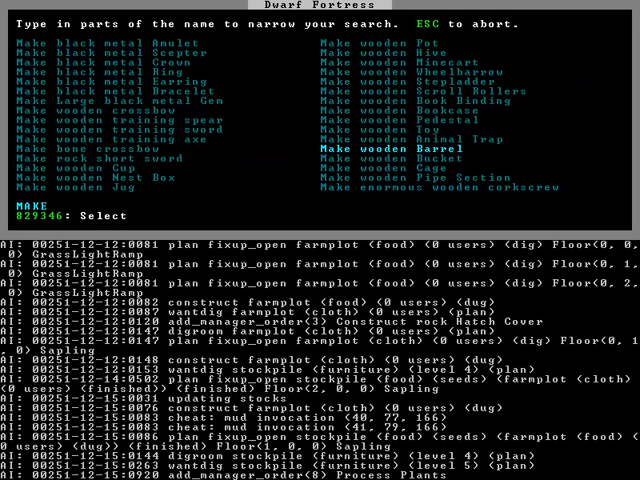 Dwarf Fortress
Type in parts of the name to narrow your search.  ESC to abort.
Make black metal Amulet
Make black metal Scepter
Make black metal Crown
Make black metal Ring
Make black metal Earring
Make black metal Bracelet
Make Large black metal Gem
Make wooden crossbow
Make wooden training spear
Make wooden training sword
Make wooden training axe
Make bone crossbow
Make rock short sword
Make wooden Cup
Make wooden Nest Box
Make wooden Jug
Make wooden Pot
Make wooden Hive
Make wooden Minecart
Make wooden Wheelbarrow
Make wooden Stepladder
Make wooden Scroll Rollers
Make wooden Book Binding
Make wooden Bookcase
Make wooden Pedestal
Make wooden Toy
Make wooden Animal Trap
Make wooden Barrel
Make wooden Bucket
Make wooden Cage
Make wooden Pipe Section
Make enormous wooden corkscrew
MAKE
829346: Select
AI: 00251-12-12:0081 plan fixup_open farmplot (food) (0 users) (dig) Floor(0, 0,
0) GrassLightRamp
AI: 00251-12-12:0081 plan fixup_open farmplot (food) (0 users) (dig) Floor(0, 1,
0) GrassLightRamp
AI: 00251-12-12:0081 plan fixup_open farmplot (food) (0 users) (dig) Floor(0, 2,
0) GrassLightRamp
AI: 00251-12-12:0082 construct farmplot (food) (0 users) (dug)
AI: 00251-12-12:0087 wantdig farmplot (cloth) (0 users) (plan)
AI: 00251-12-12:0120 add_manager_order(3) Construct rock Hatch Cover
AI: 00251-12-12:0147 digroom farmplot (cloth) (0 users) (plan)
AI: 00251-12-12:0147 plan fixup_open farmplot (cloth) (0 users) (dig) Floor(0, 1
, 0) Sapling
AI: 00251-12-12:0148 construct farmplot (cloth) (0 users) (dug)
AI: 00251-12-12:0153 wantdig stockpile (furniture) (level 4) (plan)
AI: 00251-12-14:0502 plan fixup_open stockpile (food) (seeds) (farmplot (cloth)
(0 users) (finished)) (finished) Floor(2, 0, 0) Sapling
AI: 00251-12-15:0031 updating stocks
AI: 00251-12-15:0076 construct farmplot (cloth) (0 users) (dug)
AI: 00251-12-15:0083 cheat: mud invocation (40, 77, 166)
AI: 00251-12-15:0083 cheat: mud invocation (41, 77, 166)
AI: 00251-12-15:0086 plan fixup_open stockpile (food) (seeds) (farmplot (food) (
0 users) (dug)) (finished) Floor(1, 0, 0) Sapling
AI: 00251-12-15:0144 digroom stockpile (furniture) (level 4) (plan)
AI: 00251-12-15:0263 wantdig stockpile (furniture) (level 5) (plan)
AI: 00251-12-15:0920 add_manager_order(8) Process Plants